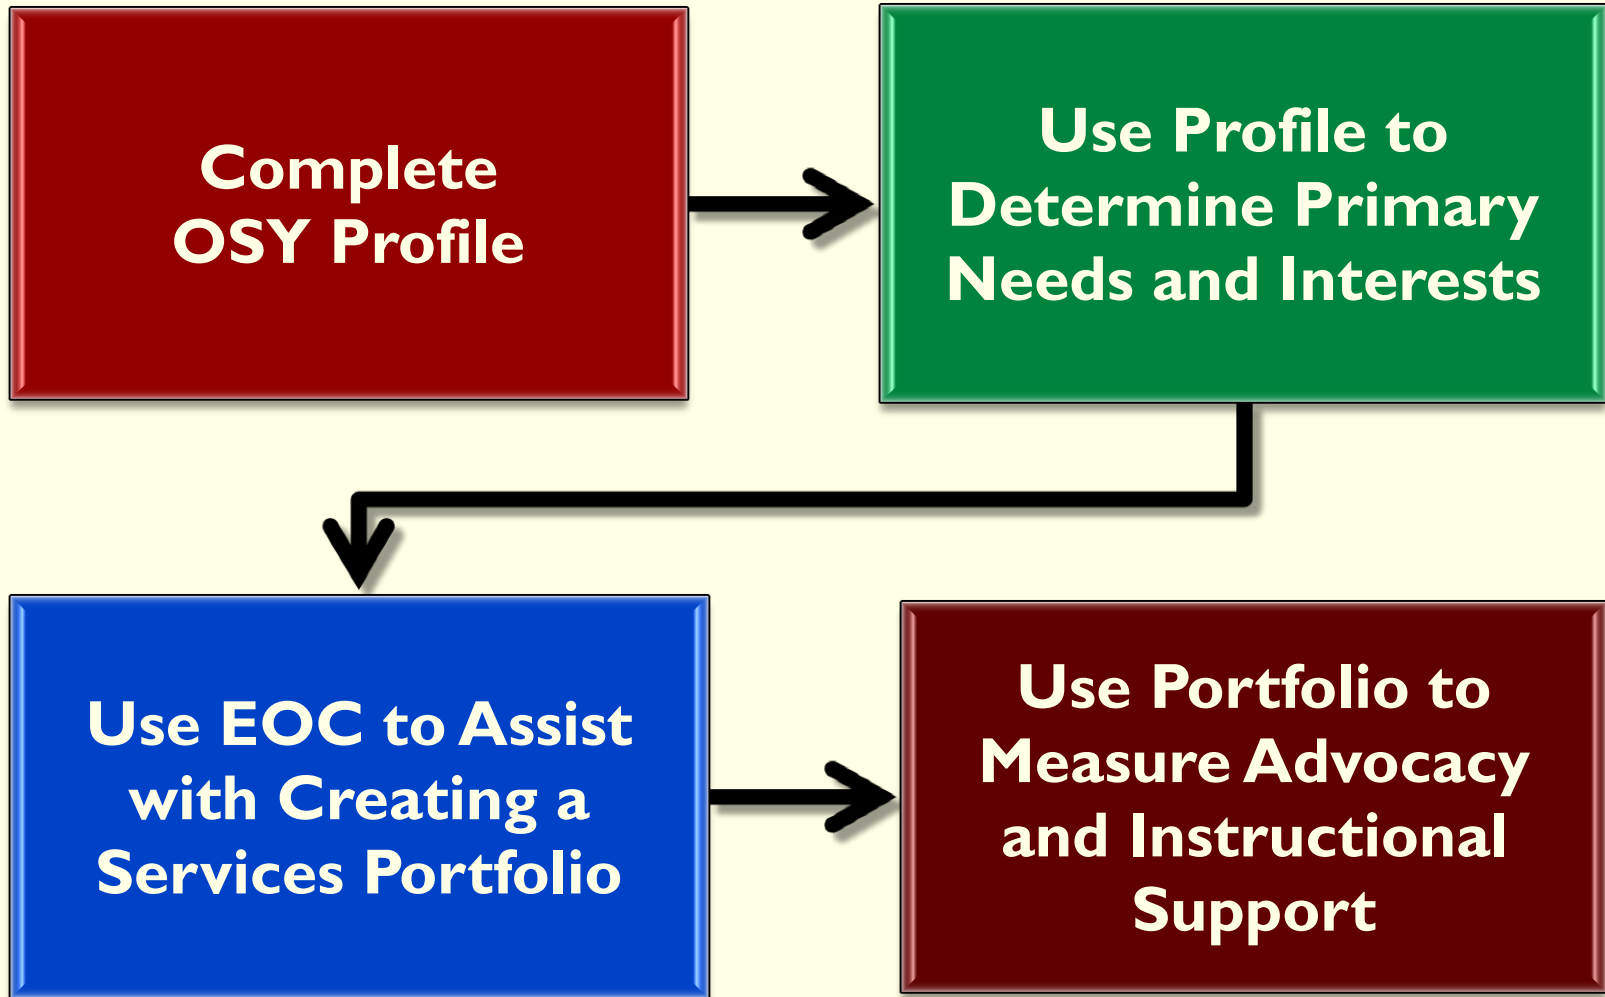 Complete
OSY Profile
Use Profile to
Determine Primary
Needs and Interests
Use EOC to Assist
with Creating a
Services Portfolio
Use Portfolio to
Measure Advocacy
and Instructional
Support